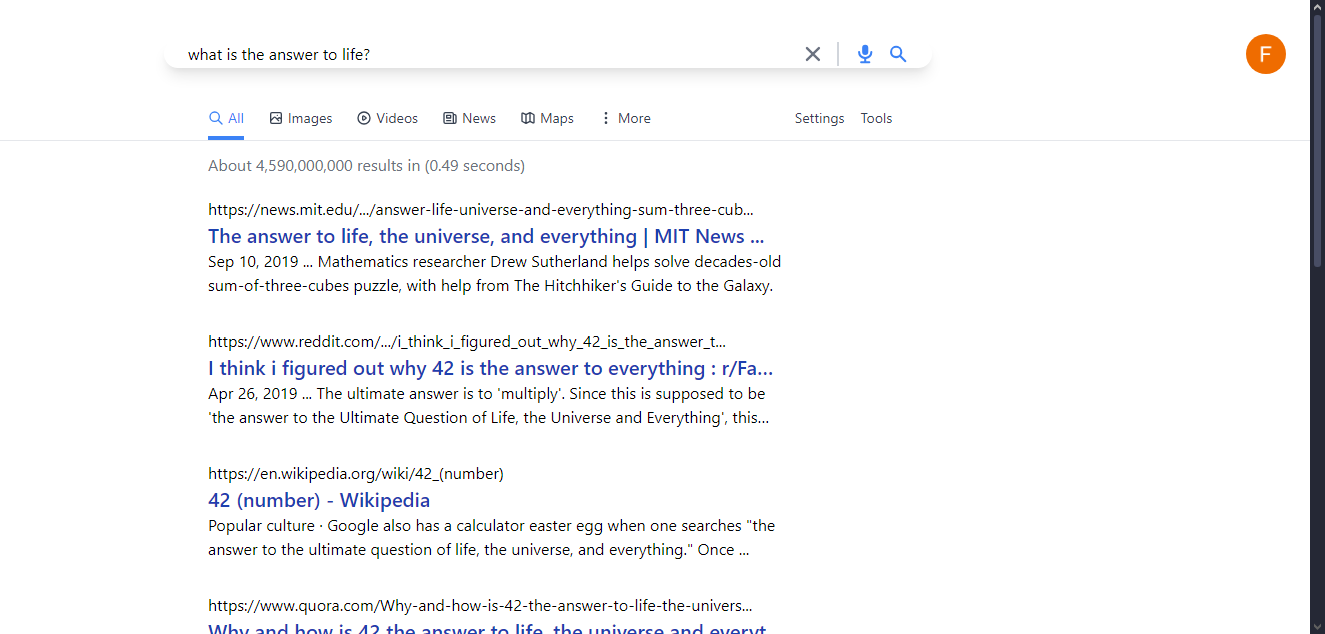 what is the answer to life?
F
All Images Videos News Maps More Settings Tools
About 4,590,000,000 results in (0.49 seconds)
https://news.mit.edu/.../answer-life-universe-and-everything-sum-three-cub...
The answer to life, the universe, and everything | MIT News ...
Sep 10, 2019 ... Mathematics researcher Drew Sutherland helps solve decades-old
sum-of-three-cubes puzzle, with help from The Hitchhiker's Guide to the Galaxy.
https://www.reddit.com/.../i_think_i_figured_out_why_42_is_the_answer_t...
I think i figured out why 42 is the answer to everything : r/Fa...
Apr 26, 2019 ... The ultimate answer is to 'multiply'. Since this is supposed to be
'the answer to the Ultimate Question of Life, the Universe and Everything', this...
https://en.wikipedia.org/wiki/42_(number)
42 (number) - Wikipedia
Popular culture · Google also has a calculator easter egg when one searches "the
answer to the ultimate question of life, the universe, and everything." Once ...
https://www.quora.com/Why-and-how-is-42-the-answer-to-life-the-univers...
Why and how is 42 the answer to life, the universe and everyt...